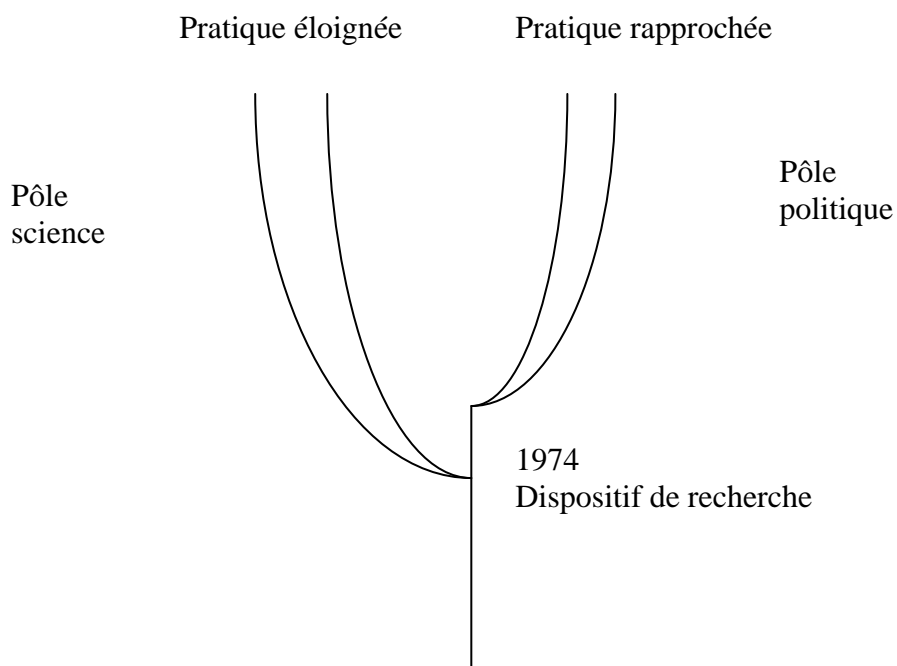 Pratique éloignée
Pratique rapprochée
Pôle
science
Pôle
politique
1974
Dispositif de recherche